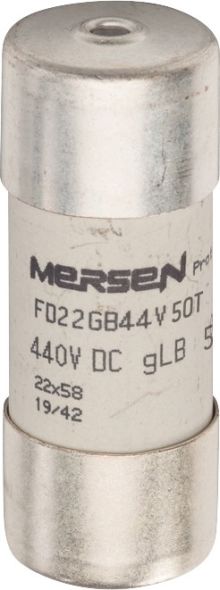 MERSEN
FD22GB44V50T
440V DC gLB
22x58
19/42